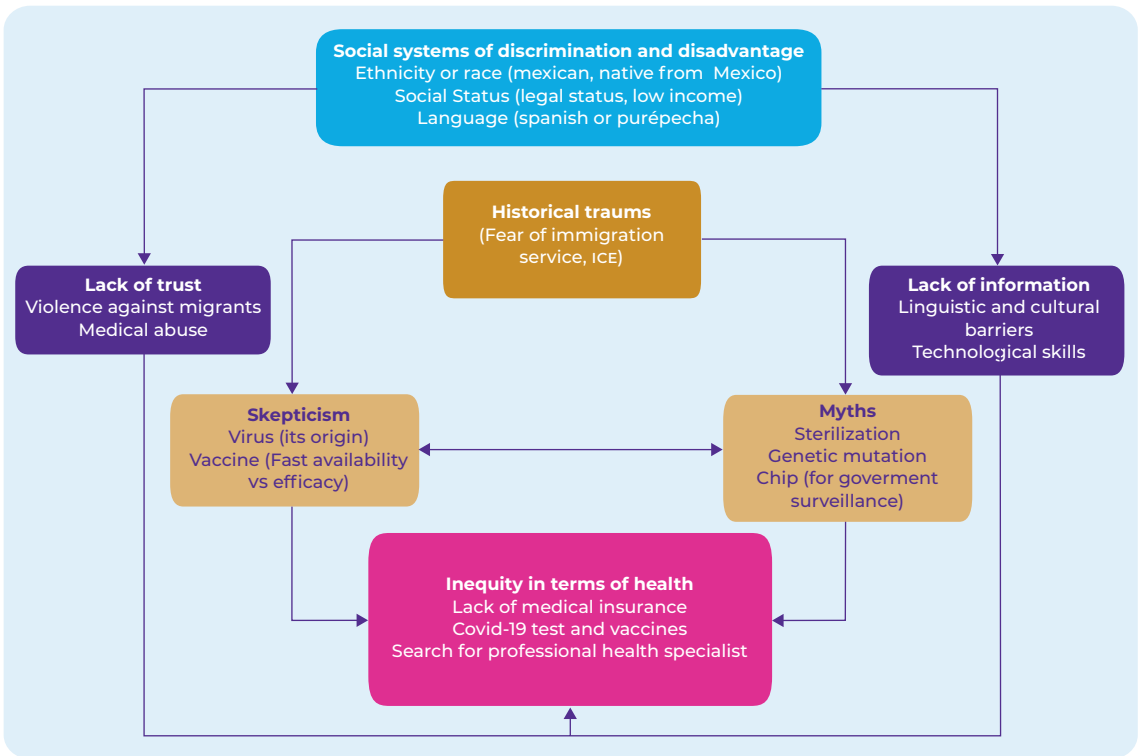 Social systems of discrimination and disadvantage
Ethnicity or race (mexican, native from Mexico)
Social Status (legal status, low income)
Language (spanish or purépecha)
Historical traums
(Fear of immigration
service, ICE)
Lack of trust
Violence against migrants
Medical abuse
Lack of information
Linguistic and cultural
barriers
Technological skills
Skepticism
Virus (its origin)
Vaccine (Fast availability
vs efficacy)
Myths
Sterilization
Genetic mutation
Chip (for goverment
surveillance)
Inequity in terms of health
Lack of medical insurance
Covid-19 test and vaccines
Search for professional health specialist